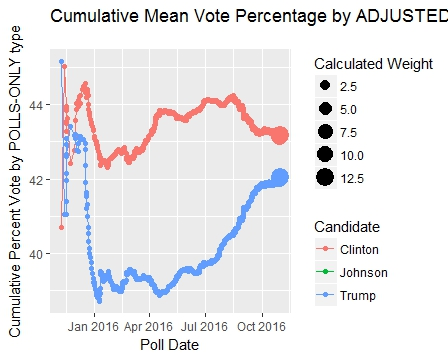 Cumulative Mean Vote Percentage by ADJUSTED
Cumulative Percent Vote by POLLS-ONLY type
44
42
40
Jan 2016 Apr 2016 Jul 2016 Oct 2016
Poll Date
Calculated Weight
2.5
5.0
7.5
10.0
12.5
Candidate
Clinton
Johnson
Trump